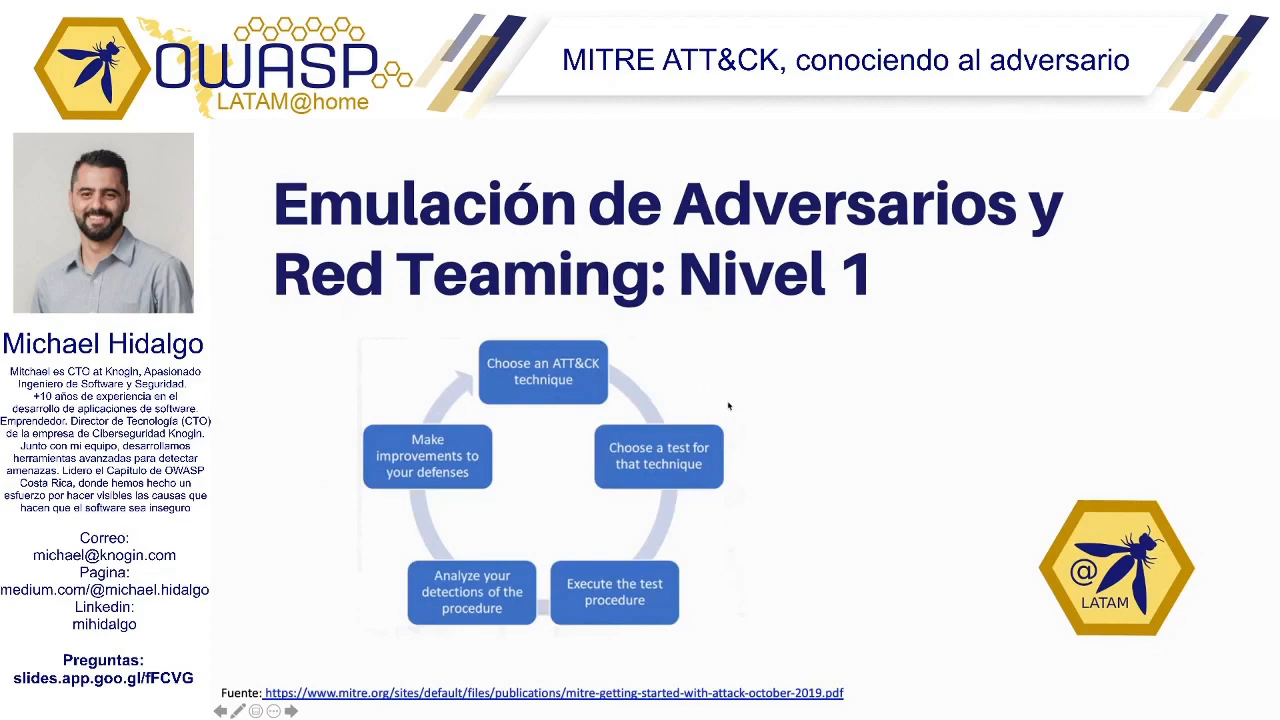 OWASP
LATAM@home
MITRE ATT&CK, conociendo al adversario
Michael Hidalgo
Mitchael es CTO at Knogin, Apasionado
Ingeniero de Software y Seguridad.
+10 años de experiencia en el
desarrollo de aplicaciones de software.
Emprendedor. Director de Tecnología (CTO)
de la empresa de Ciberseguridad Knogin.
Junto con mi equipo, desarrollamos
herramientas avanzadas para detectar
amenazas. Lidero el Capítulo de OWASP
Costa Rica, donde hemos hecho un
esfuerzo por hacer visibles las causas que
hacen que el software sea inseguro
Correo:
michael@knogin.com
Pagina:
medium.com/@michael.hidalgo
Linkedin:
mihidalgo
Preguntas:
slides.app.goo.gl/fFCVG
Emulación de Adversarios y
Red Teaming: Nivel 1
Choose an ATT&CK
technique
Choose a test for
that technique
Execute the test
procedure
Analyze your
detections of the
procedure
Make
improvements to
your defenses
@
LATAM
Fuente: https://www.mitre.org/sites/default/files/publications/mitre-getting-started-with-attack-october-2019.pdf